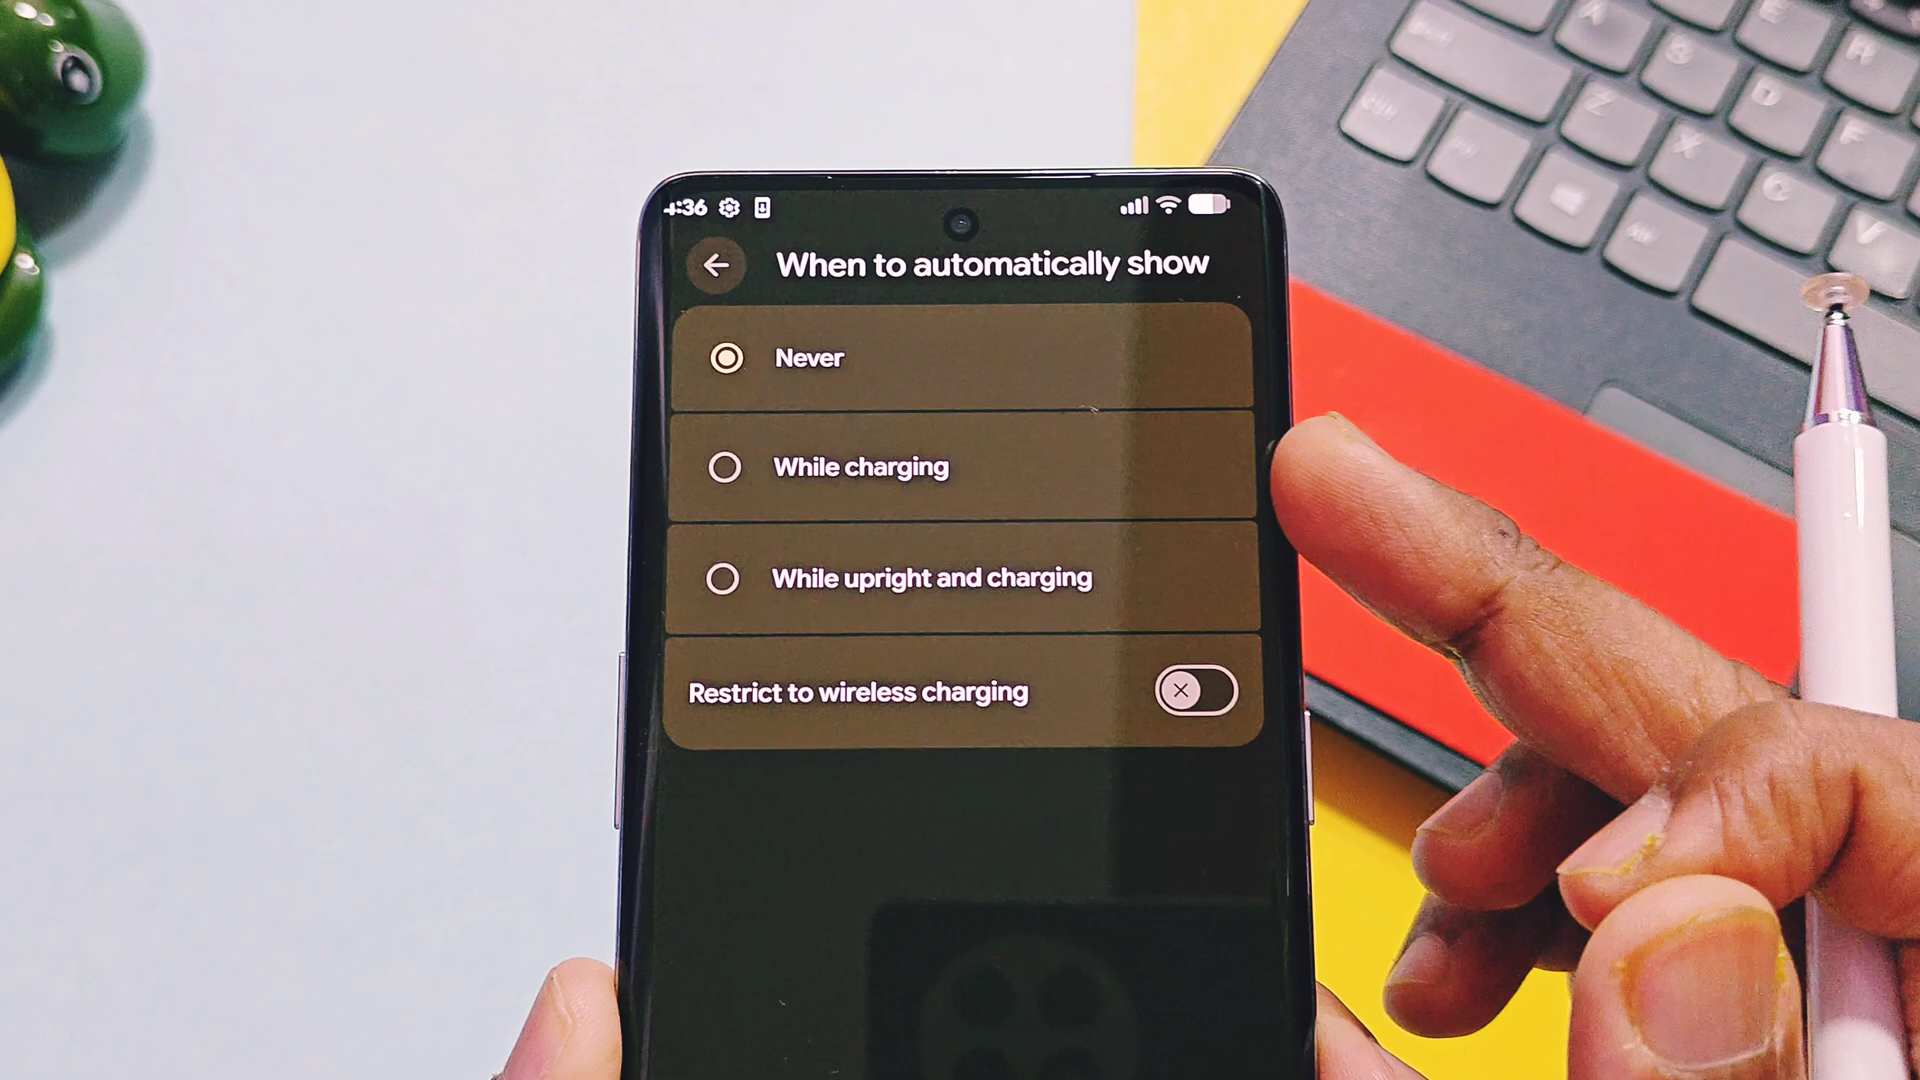 4:36
When to automatically show
Never
While charging
While upright and charging
Restrict to wireless charging
A
E
R
Z
D
X
F
C
V